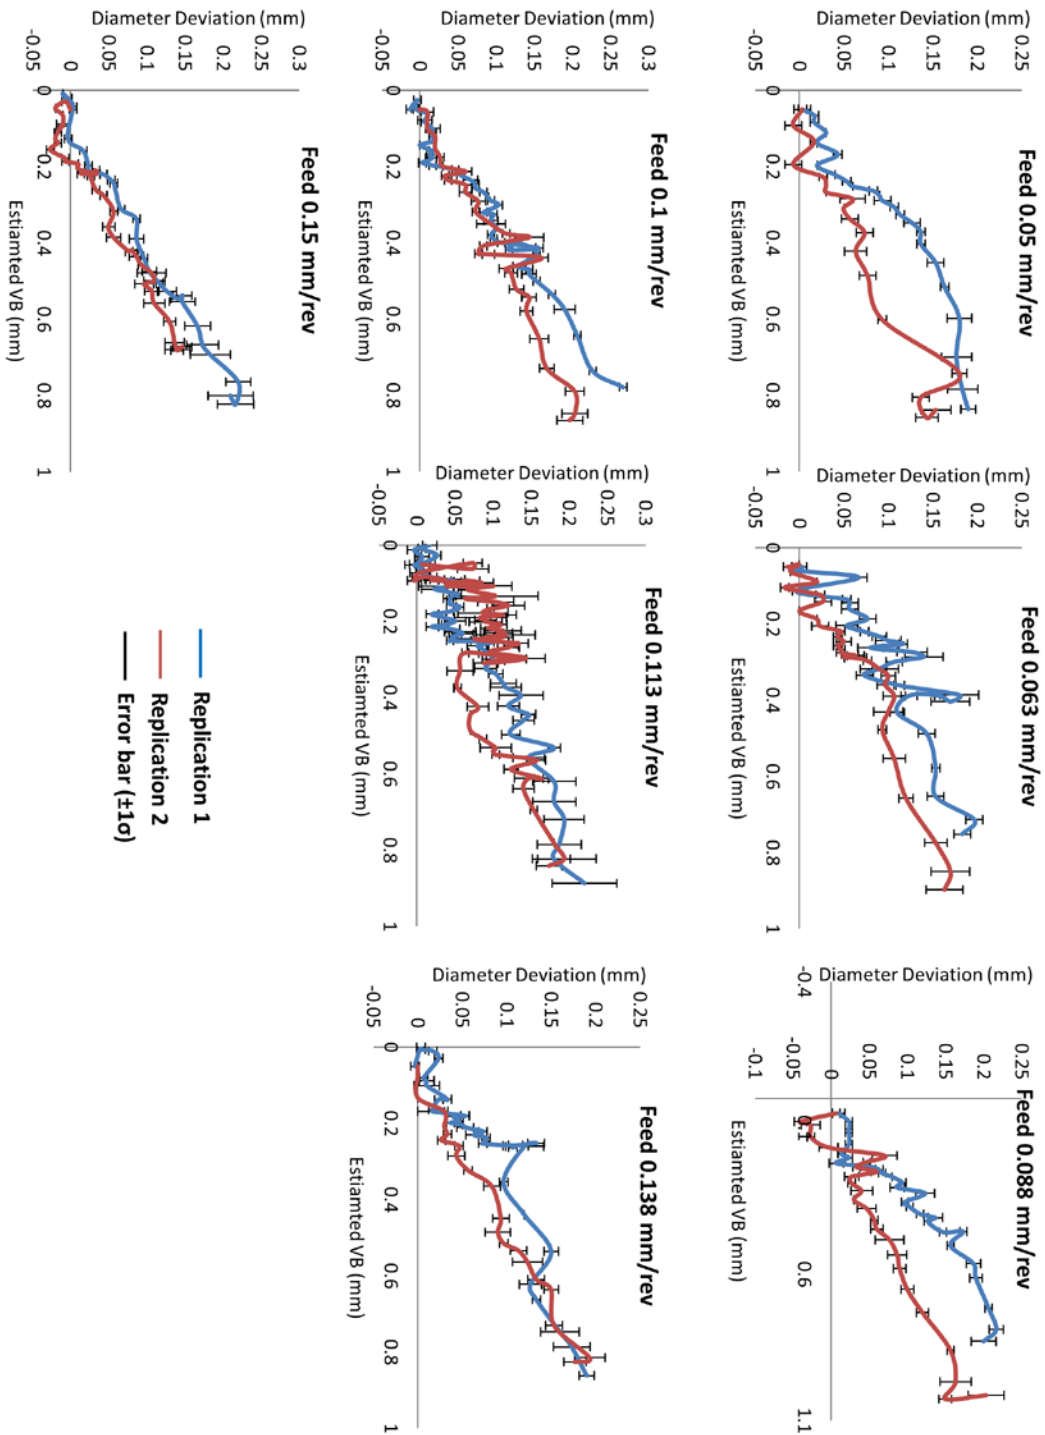 Feed 0.05 mm/rev
Diameter Deviation (mm)
0.25
0.2
0.15
0.1
0.05
0
-0.05
0 0.2 0.4 0.6 0.8 1
Estiamted VB (mm)
Feed 0.063 mm/rev
Diameter Deviation (mm)
0.25
0.2
0.15
0.1
0.05
0
-0.05
0 0.2 0.4 0.6 0.8 1
Estiamted VB (mm)
Feed 0.088 mm/rev
Diameter Deviation (mm)
0.25
0.2
0.15
0.1
0.05
0
-0.05
-0.1
-0.4 0.6 1.1
Estiamted VB (mm)
Feed 0.1 mm/rev
Diameter Deviation (mm)
0.3
0.25
0.2
0.15
0.1
0.05
0
-0.05
0 0.2 0.4 0.6 0.8 1
Estiamted VB (mm)
Feed 0.113 mm/rev
Diameter Deviation (mm)
0.3
0.25
0.2
0.15
0.1
0.05
0
-0.05
0 0.2 0.4 0.6 0.8 1
Estiamted VB (mm)
Feed 0.138 mm/rev
Diameter Deviation (mm)
0.25
0.2
0.15
0.1
0.05
0
-0.05
0 0.2 0.4 0.6 0.8 1
Estiamted VB (mm)
Feed 0.15 mm/rev
Diameter Deviation (mm)
0.3
0.25
0.2
0.15
0.1
0.05
0
-0.05
0 0.2 0.4 0.6 0.8 1
Estiamted VB (mm)
Replication 1
Replication 2
Error bar (±1σ)